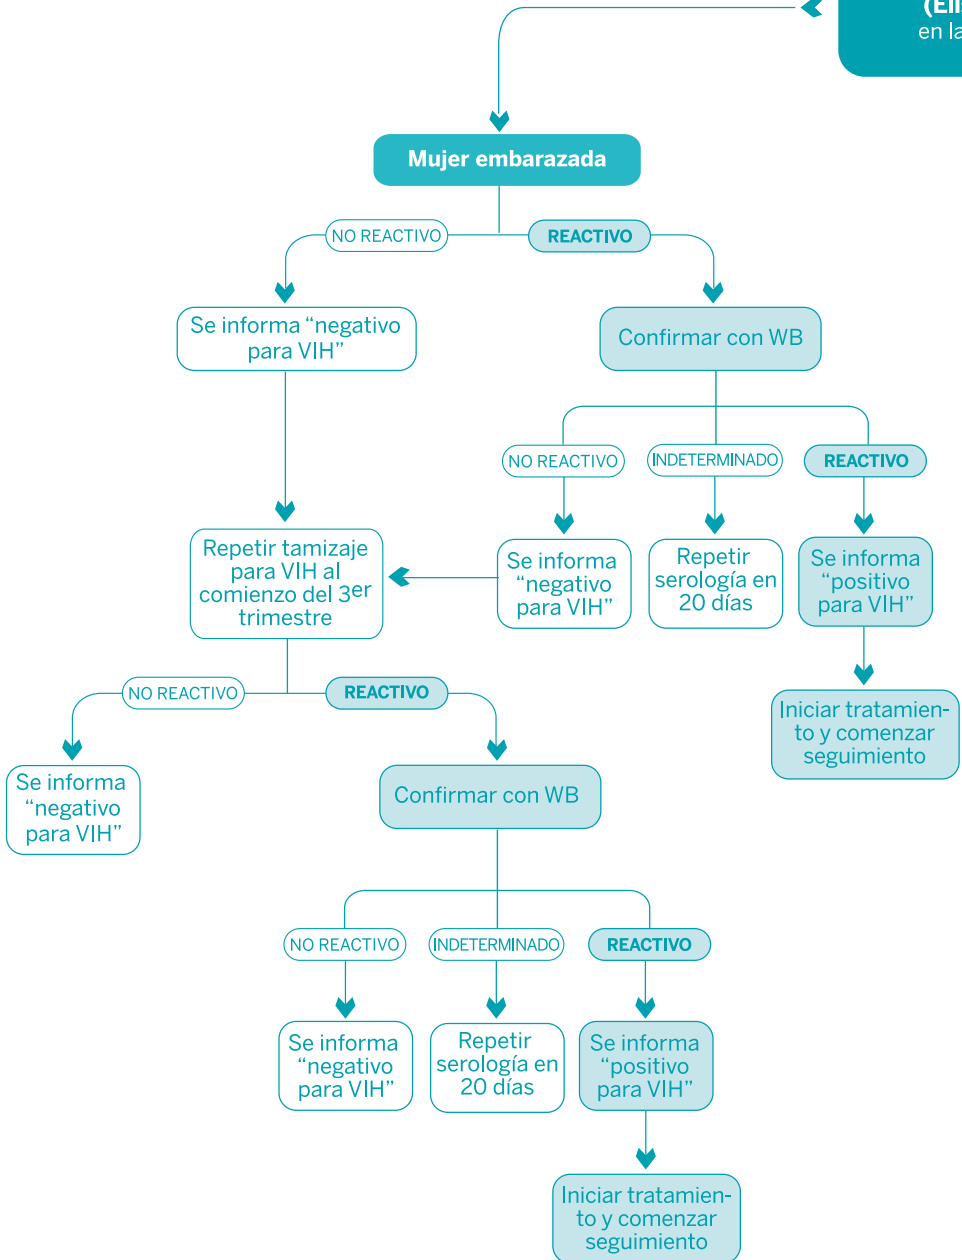 en la
Mujer embarazada
NO REACTIVO
REACTIVO
Se informa “negativo
para VIH”
Confirmar con WB
NO REACTIVO
INDETERMINADO
REACTIVO
Repetir tamizaje
para VIH al
comienzo del 3er
trimestre
Se informa
“negativo
para VIH”
Repetir
serología en
20 días
Se informa
“positivo
para VIH”
NO REACTIVO
REACTIVO
Iniciar tratamien-
to y comenzar
seguimiento
Se informa
“negativo
para VIH”
Confirmar con WB
NO REACTIVO
INDETERMINADO
REACTIVO
Se informa
“negativo
para VIH”
Repetir
serología en
20 días
Se informa
“positivo
para VIH”
Iniciar tratamien-
to y comenzar
seguimiento